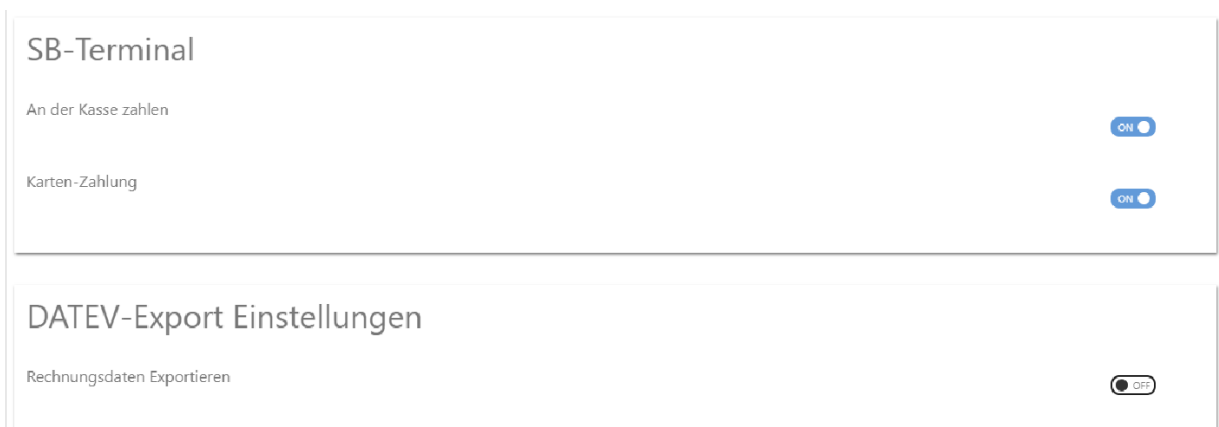 SB-Terminal
An der Kasse zahlen
ON
Karten-Zahlung
ON
DATEV-Export Einstellungen
Rechnungsdaten Exportieren
OFF